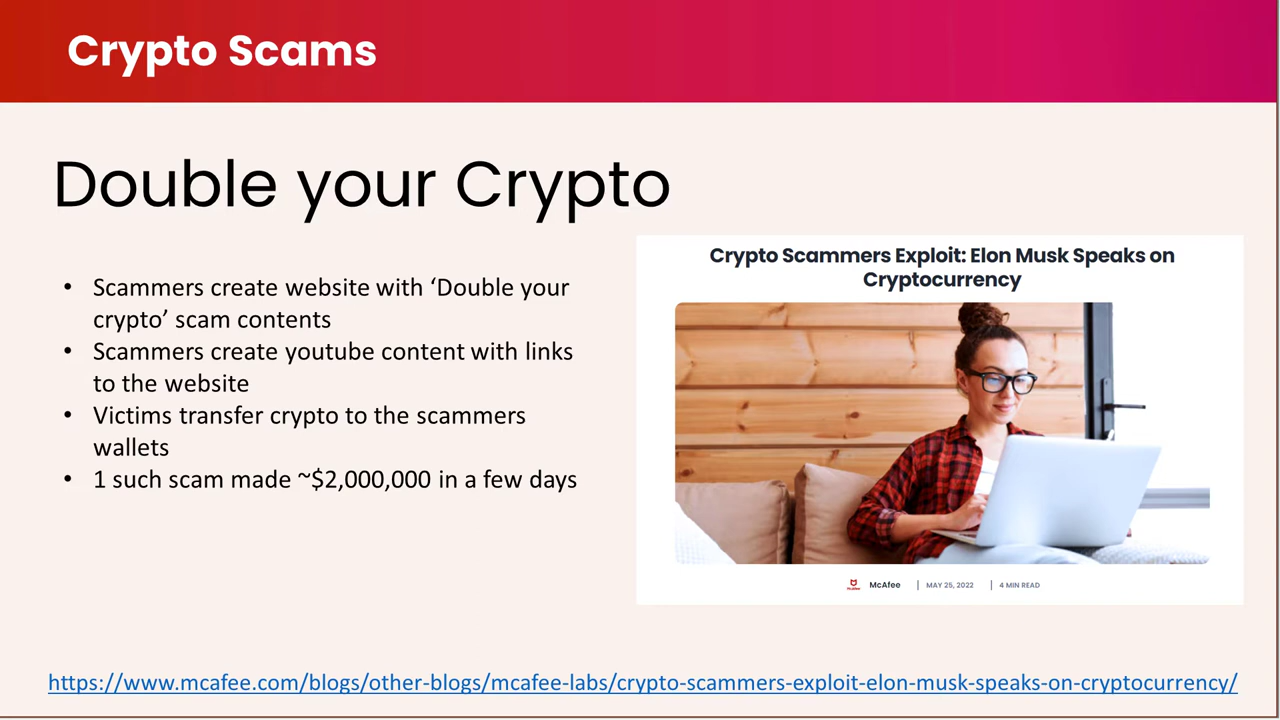 Crypto Scams
Double your Crypto
• Scammers create website with ‘Double your
crypto’ scam contents
• Scammers create youtube content with links
to the website
• Victims transfer crypto to the scammers
wallets
• 1 such scam made ~$2,000,000 in a few days
Crypto Scammers Exploit: Elon Musk Speaks on
Cryptocurrency
McAfee McAfee | MAY 25, 2022 | 4 MIN READ
https://www.mcafee.com/blogs/other-blogs/mcafee-labs/crypto-scammers-exploit-elon-musk-speaks-on-cryptocurrency/